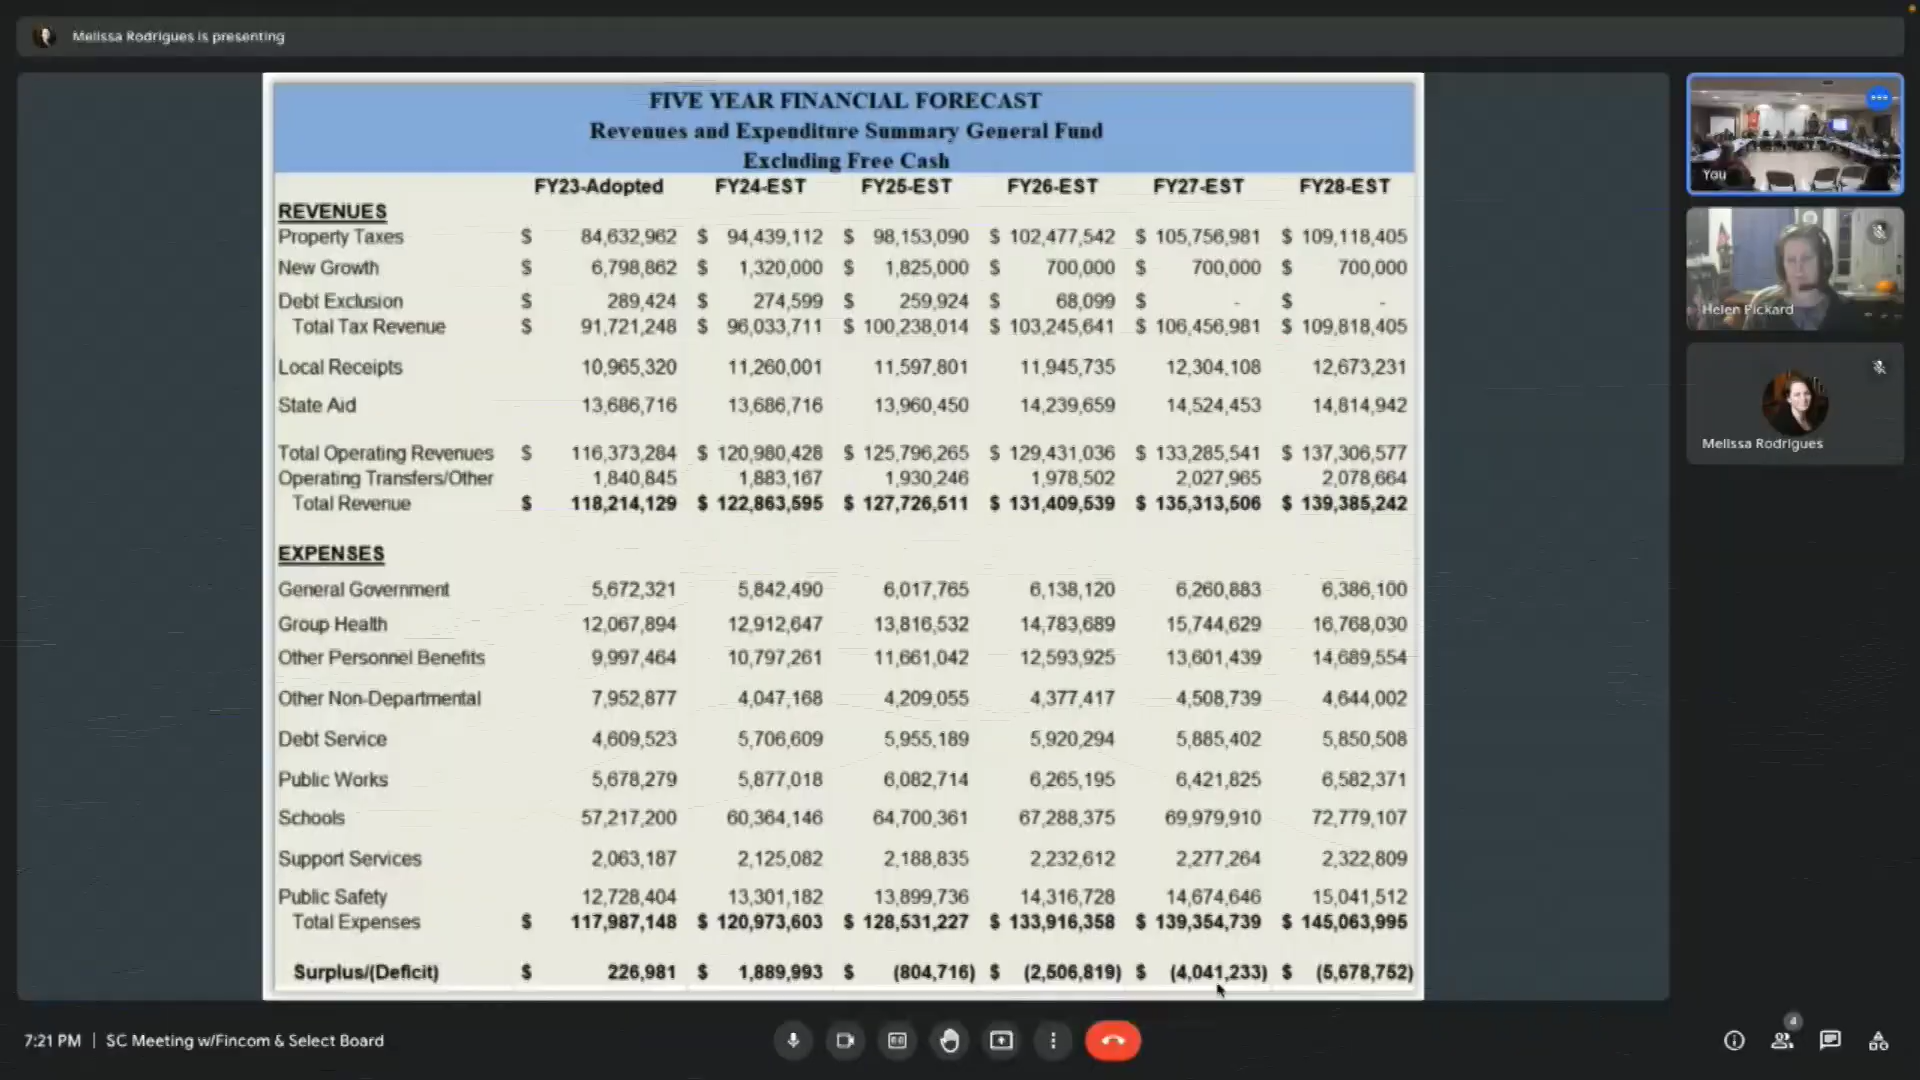 Melissa Rodrigues is presenting
FIVE YEAR FINANCIAL FORECAST
Revenues and Expenditure Summary General Fund
Excluding Free Cash
FY23-Adopted FY24-EST FY25-EST FY26-EST FY27-EST FY28-EST
REVENUES
Property Taxes $ 84,632,962 $ 94,439,112 $ 98,153,090 $ 102,477,542 $ 105,756,981 $ 109,118,405
New Growth $ 6,798,862 $ 1,320,000 $ 1,825,000 $ 700,000 $ 700,000 $ 700,000
Debt Exclusion $ 289,424 $ 274,599 $ 259,924 $ 68,099 $ - $ -
Total Tax Revenue $ 91,721,248 $ 96,033,711 $ 100,238,014 $ 103,245,641 $ 106,456,981 $ 109,818,405
Local Receipts 10,965,320 11,260,001 11,597,801 11,945,735 12,304,108 12,673,231
State Aid 13,686,716 13,686,716 13,960,450 14,239,659 14,524,453 14,814,942
Total Operating Revenues $ 116,373,284 $ 120,980,428 $ 125,796,265 $ 129,431,036 $ 133,285,541 $ 137,306,577
Operating Transfers/Other 1,840,845 1,883,167 1,930,246 1,978,502 2,027,965 2,078,664
Total Revenue $ 118,214,129 $ 122,863,595 $ 127,726,511 $ 131,409,539 $ 135,313,506 $ 139,385,242
EXPENSES
General Government 5,672,321 5,842,490 6,017,765 6,138,120 6,260,883 6,386,100
Group Health 12,067,894 12,912,647 13,816,532 14,783,689 15,744,629 16,768,030
Other Personnel Benefits 9,997,464 10,797,261 11,661,042 12,593,925 13,601,439 14,689,554
Other Non-Departmental 7,952,877 4,047,168 4,209,055 4,377,417 4,508,739 4,644,002
Debt Service 4,609,523 5,706,609 5,955,189 5,920,294 5,885,402 5,850,508
Public Works 5,678,279 5,877,018 6,082,714 6,265,195 6,421,825 6,582,371
Schools 57,217,200 60,364,146 64,700,361 67,288,375 69,979,910 72,779,107
Support Services 2,063,187 2,125,082 2,188,835 2,232,612 2,277,264 2,322,809
Public Safety 12,728,404 13,301,182 13,899,736 14,316,728 14,674,646 15,041,512
Total Expenses $ 117,987,148 $ 120,973,603 $ 128,531,227 $ 133,916,358 $ 139,354,739 $ 145,063,995
Surplus/(Deficit) $ 226,981 $ 1,889,993 $ (804,716) $ (2,506,819) $ (4,041,233) $ (5,678,752)
You
Helen Pickard
Melissa Rodrigues
7:21 PM | SC Meeting w/Fincom & Select Board
4